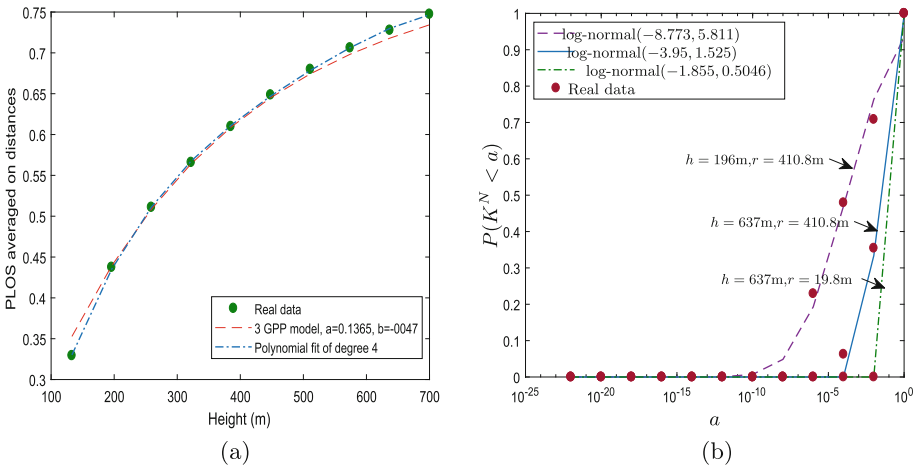 0.75
0.7
0.65
0.6
0.55
0.5
0.45
0.4
0.35
0.3
100 200 300 400 500 600 700
PLOS averaged on distances
Height (m)
Real data
3 GPP model, a=0.1365, b=-0047
Polynomial fit of degree 4
(a)
1
0.9
0.8
0.7
0.6
0.5
0.4
0.3
0.2
0.1
0
10^-25 10^-20 10^-15 10^-10 10^-5 10^0
P(K^N < a)
a
log-normal(−8.773, 5.811)
log-normal(−3.95, 1.525)
log-normal(−1.855, 0.5046)
Real data
h = 196m,r = 410.8m
h = 637m,r = 410.8m
h = 637m,r = 19.8m
(b)